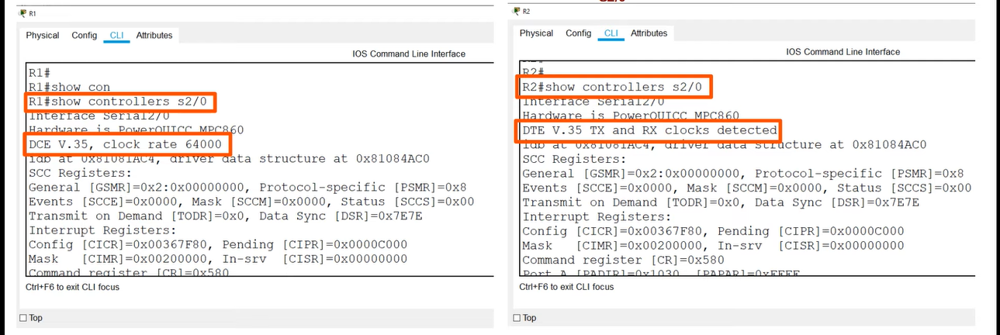 S2/0
R1
Physical Config CLI Attributes
IOS Command Line Interface
R1#
R1#show con
R1#show controllers s2/0
Interface Serial2/0
Hardware is PowerQUICC MPC860
DCE V.35, clock rate 64000
idb at 0x81081AC4, driver data structure at 0x81084AC0
SCC Registers:
General [GSMR]=0x2:0x00000000, Protocol-specific [PSMR]=0x8
Events [SCCE]=0x0000, Mask [SCCM]=0x0000, Status [SCCS]=0x00
Transmit on Demand [TODR]=0x0, Data Sync [DSR]=0x7E7E
Interrupt Registers:
Config [CICR]=0x00367F80, Pending [CIPR]=0x0000C000
Mask [CIMR]=0x00200000, In-srv [CISR]=0x00000000
Command register [CR]=0x580
Ctrl+F6 to exit CLI focus
Top
R2
Physical Config CLI Attributes
IOS Command Line Interface
R2#
R2#show controllers s2/0
Interface Serial2/0
Hardware is PowerQUICC MPC860
DTE V.35 TX and RX clocks detected
idb at 0x81081AC4, driver data structure at 0x81084AC0
SCC Registers:
General [GSMR]=0x2:0x00000000, Protocol-specific [PSMR]=0x8
Events [SCCE]=0x0000, Mask [SCCM]=0x0000, Status [SCCS]=0x00
Transmit on Demand [TODR]=0x0, Data Sync [DSR]=0x7E7E
Interrupt Registers:
Config [CICR]=0x00367F80, Pending [CIPR]=0x0000C000
Mask [CIMR]=0x00200000, In-srv [CISR]=0x00000000
Command register [CR]=0x580
Port A [PADIR]=0x1030, [PAPAR]=0xFFFF
Ctrl+F6 to exit CLI focus
Top